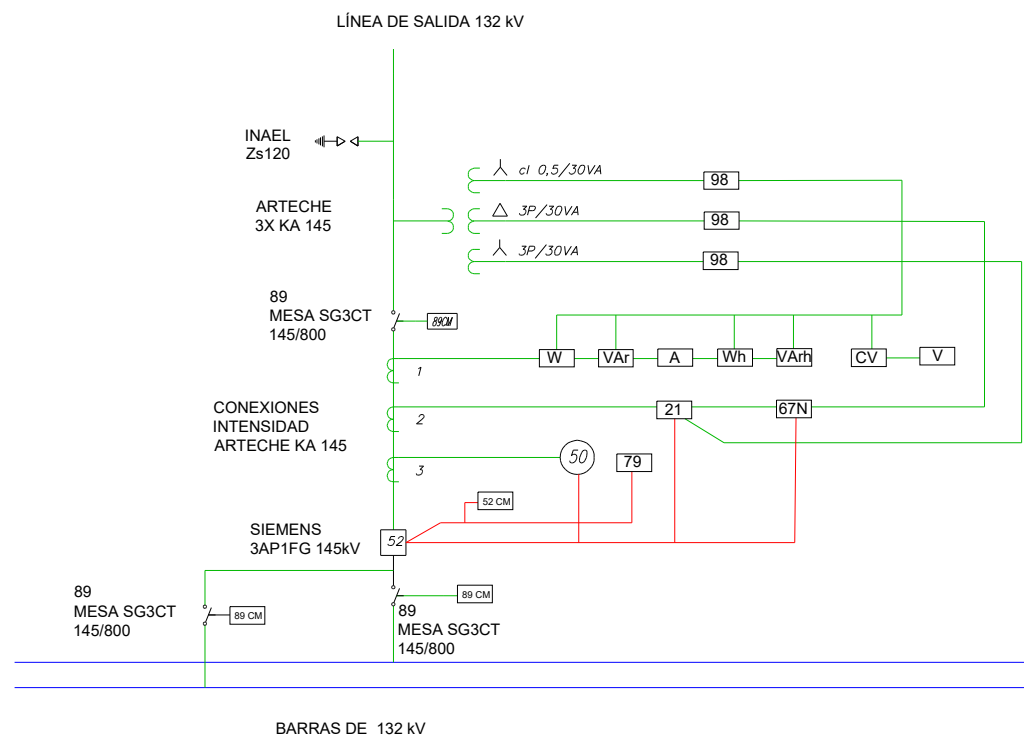 LÍNEA DE SALIDA 132 kV
INAEL
Zs120
cl 0,5/30VA
98
ARTECHE
3X KA 145
3P/30VA
98
3P/30VA
98
89
MESA SG3CT
145/800
89CM
1
W
VAr
A
Wh
VArh
CV
V
CONEXIONES
INTENSIDAD
ARTECHE KA 145
2
21
67N
3
50
79
52 CM
SIEMENS
3AP1FG 145kV
52
89
MESA SG3CT
145/800
89 CM
89 CM
89
MESA SG3CT
145/800
BARRAS DE 132 kV